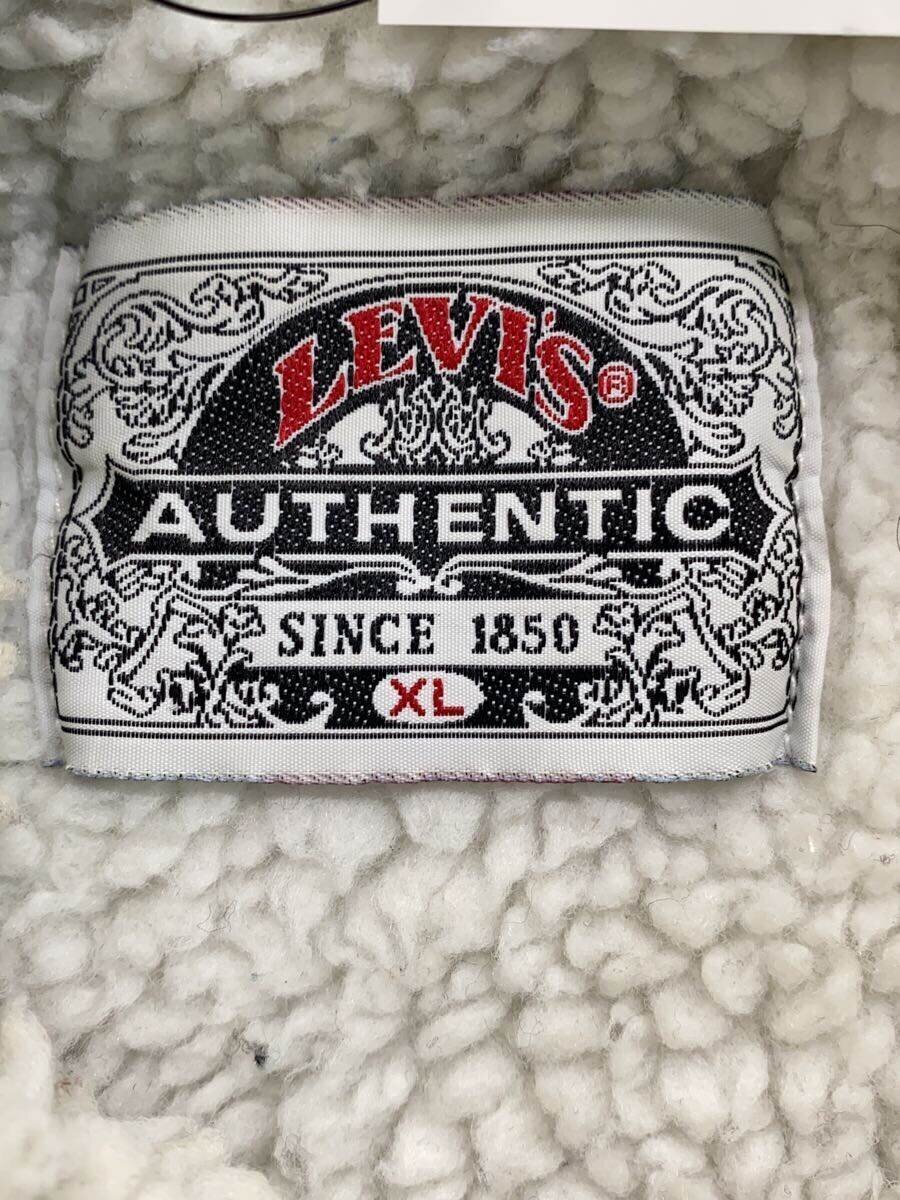 LEVI'S®
AUTHENTIC
SINCE 1850
XL